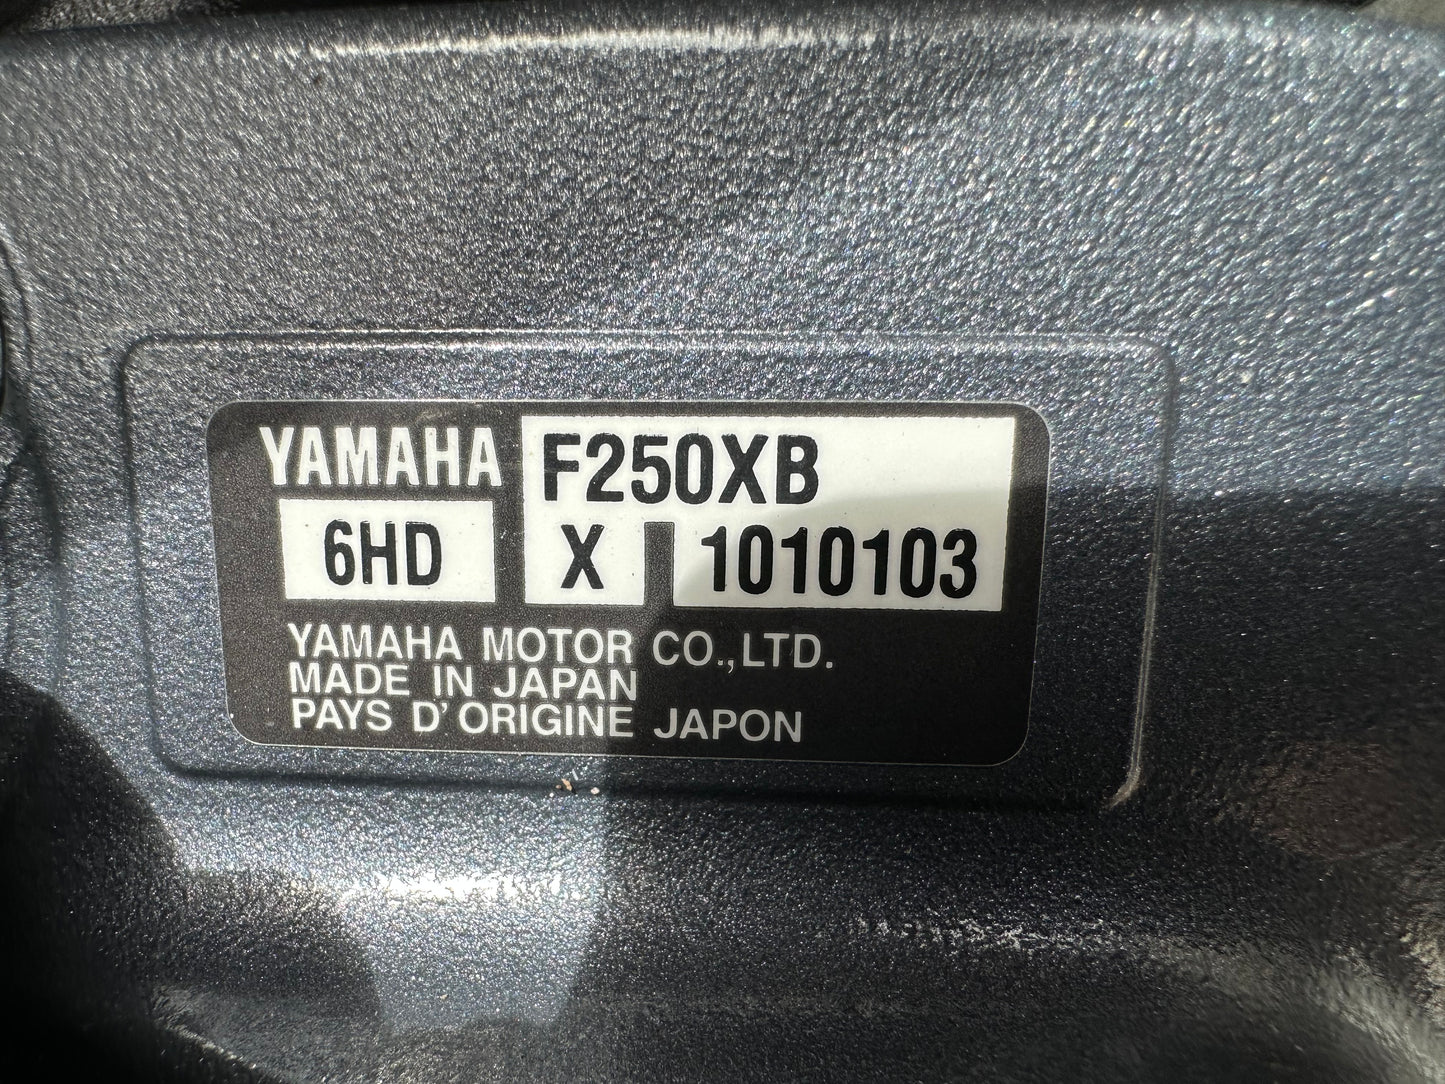 YAMAHA F250XB
6HD X 1010103
YAMAHA MOTOR CO.,LTD.
MADE IN JAPAN
PAYS D'ORIGINE JAPON